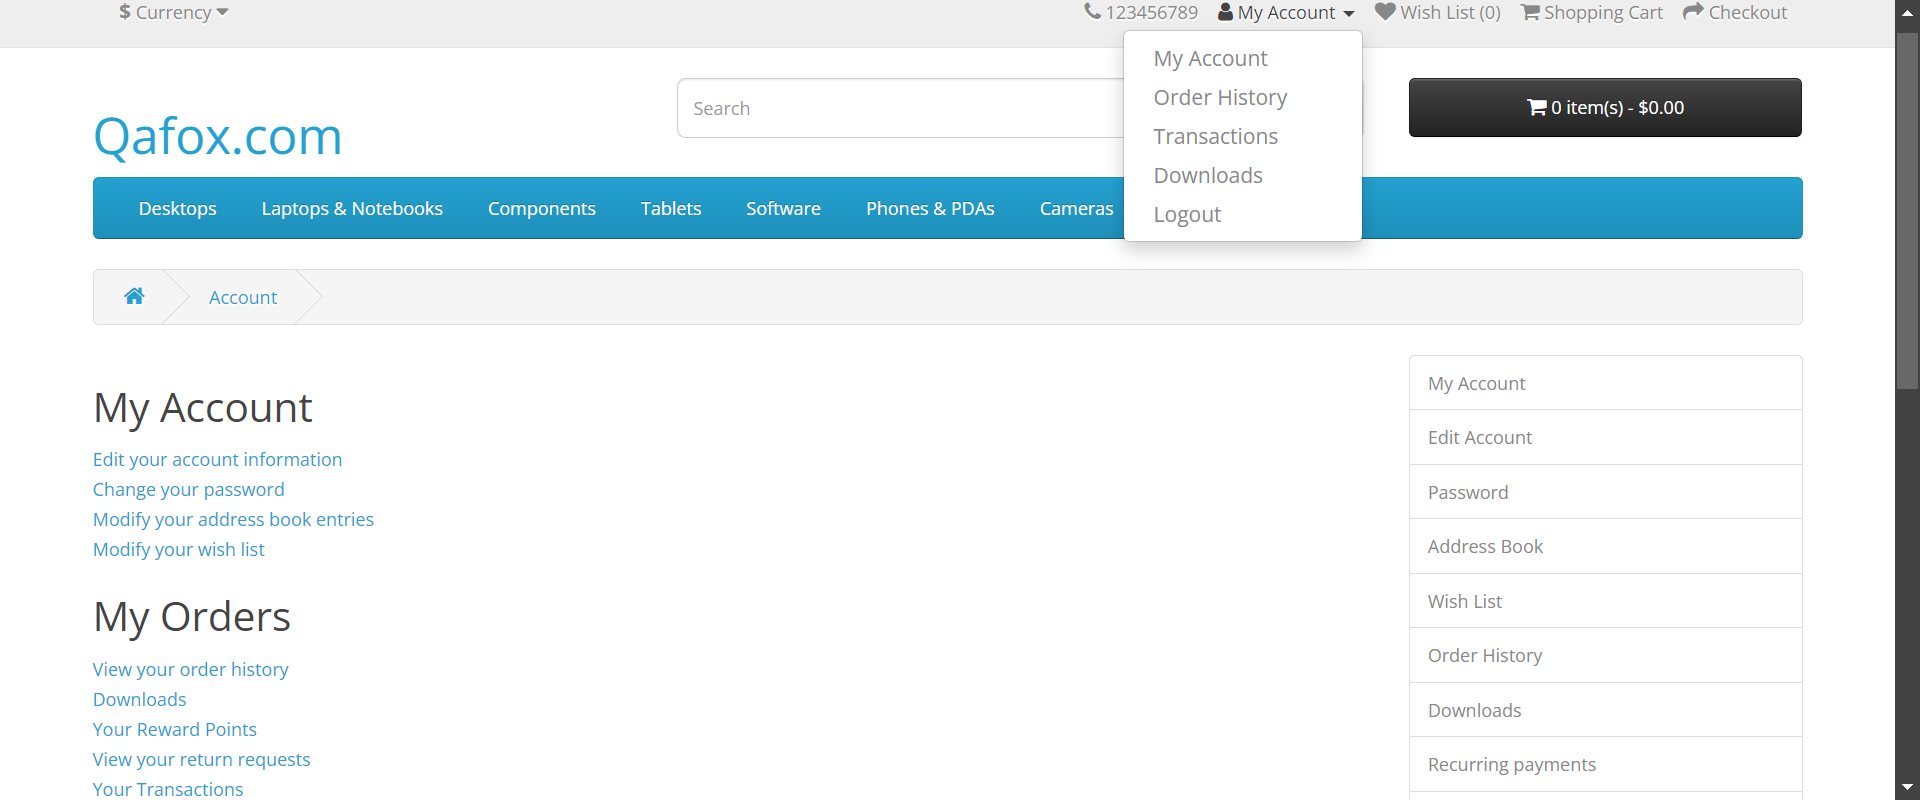 $ Currency
123456789 My Account Wish List (0) Shopping Cart Checkout
My Account
Order History
Transactions
Downloads
Logout
Qafox.com
Search
0 item(s) - $0.00
Desktops Laptops & Notebooks Components Tablets Software Phones & PDAs Cameras
Account
My Account
Edit your account information
Change your password
Modify your address book entries
Modify your wish list
My Orders
View your order history
Downloads
Your Reward Points
View your return requests
Your Transactions
My Account
Edit Account
Password
Address Book
Wish List
Order History
Downloads
Recurring payments